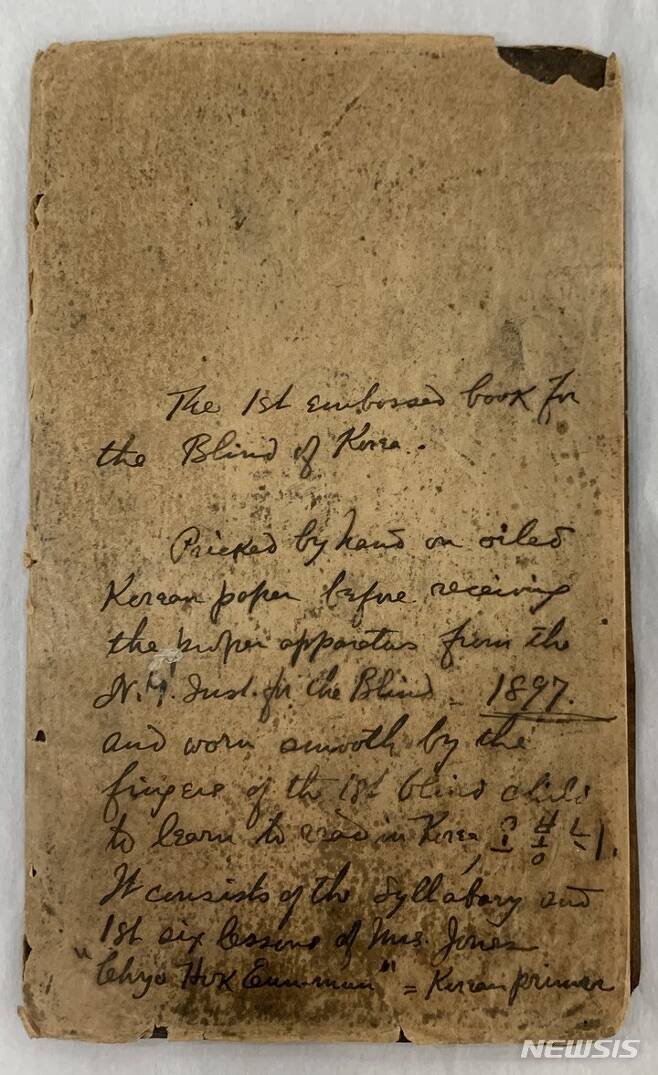 The 1st embossed book for
the Blind of Korea.
Pricked by hand on oiled
Korean paper before receiving
the proper apparatus from the
N.Y. Inst. for the Blind - 1897.
and worn smooth by the
fingers of the 1st blind child
to learn to read in Korea,
It consists of the Syllabary and
1st six lessons of Mrs. Jones
"Chyo Hok Eun-mun" = Korean primer
NEWSIS